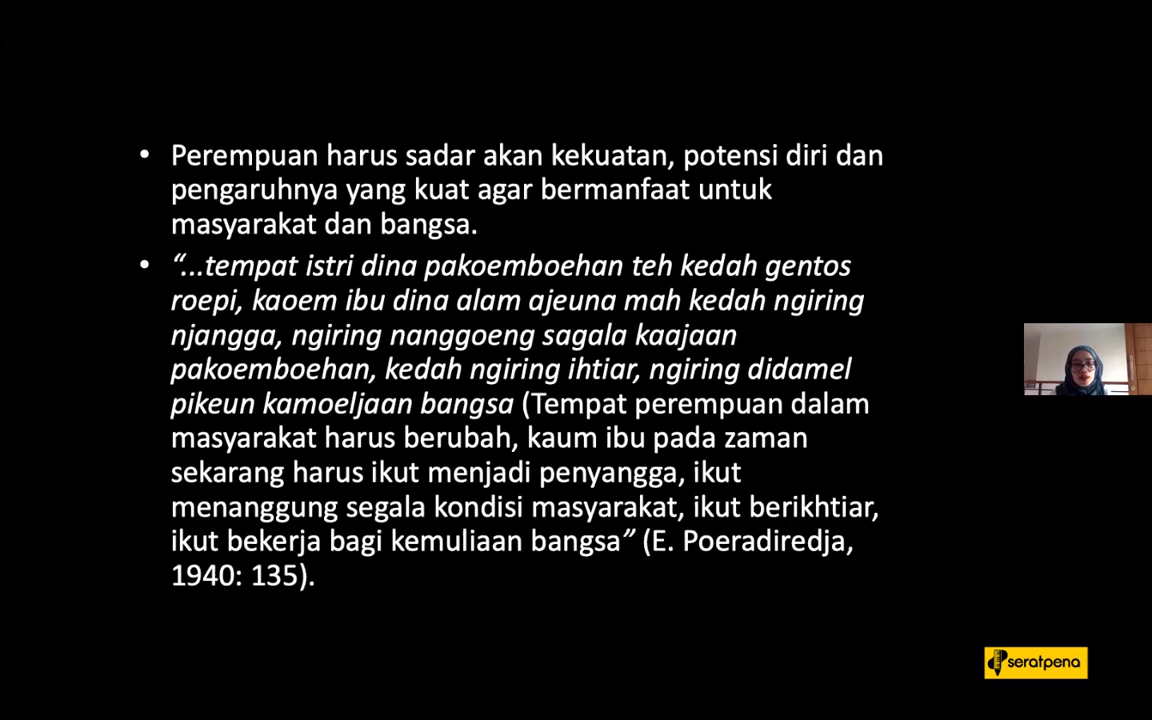 • Perempuan harus sadar akan kekuatan, potensi diri dan
pengaruhnya yang kuat agar bermanfaat untuk
masyarakat dan bangsa.
• “...tempat istri dina pakoemboehan teh kedah gentos
roepi, kaoem ibu dina alam ajeuna mah kedah ngiring
njangga, ngiring nanggoeng sagala kaajaan
pakoemboehan, kedah ngiring ihtiar, ngiring didamel
pikeun kamoeljaan bangsa (Tempat perempuan dalam
masyarakat harus berubah, kaum ibu pada zaman
sekarang harus ikut menjadi penyangga, ikut
menanggung segala kondisi masyarakat, ikut berikhtiar,
ikut bekerja bagi kemuliaan bangsa” (E. Poeradiredja,
1940: 135).
seratpena